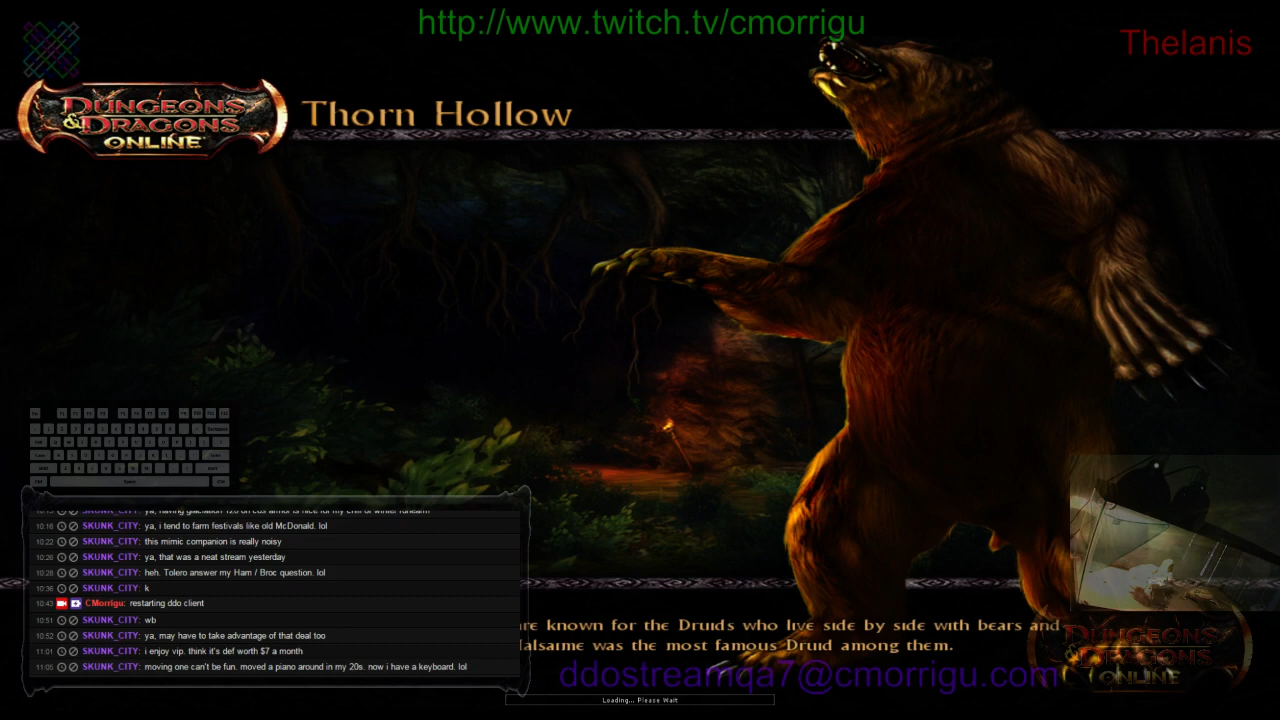 http://www.twitch.tv/cmorrigu
Thelanis
DUNGEONS
& DRAGONS
ONLINE
Thorn Hollow
10:16 SKUNK_CITY: ya, i tend to farm festivals like old McDonald. lol
10:22 SKUNK_CITY: this mimic companion is really noisy
10:26 SKUNK_CITY: ya, that was a neat stream yesterday
10:28 SKUNK_CITY: heh. Tolero answer my Ham / Broc question. lol
10:36 SKUNK_CITY: k
10:43 CMorrigu: restarting ddo client
10:51 SKUNK_CITY: wb
10:52 SKUNK_CITY: ya, may have to take advantage of that deal too
11:01 SKUNK_CITY: i enjoy vip. think it's def worth $7 a month
11:05 SKUNK_CITY: moving one can't be fun. moved a piano around in my 20s. now i have a keyboard. lol
known for the Druids who live side by side with bears and
was the most famous Druid among them.
DUNGEONS
& DRAGONS
ONLINE
ddostreamqa7@cmorrigu.com
Loading... Please Wait